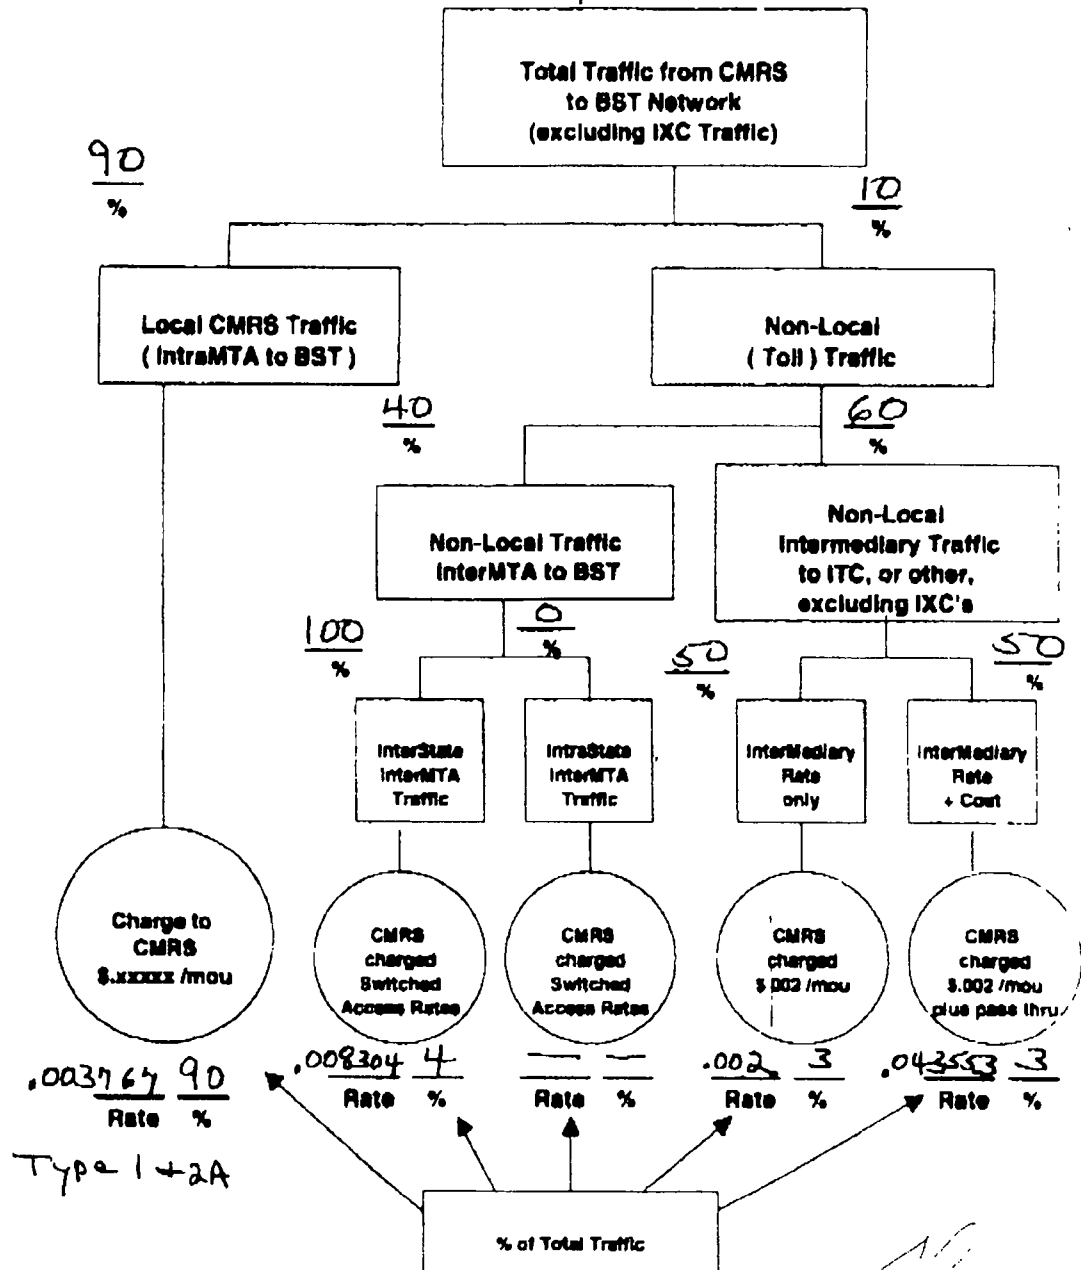 Total Traffic from CMRS
to BST Network
(excluding IXC Traffic)
90
%
10
%
Local CMRS Traffic
( IntraMTA to BST )
Non-Local
( Toll ) Traffic
40
%
60
%
Non-Local Traffic
InterMTA to BST
Non-Local
Intermediary Traffic
to ITC, or other,
excluding IXC's
100
%
0
%
50
%
50
%
InterState
InterMTA
Traffic
IntraState
InterMTA
Traffic
InterMediary
Rate
only
InterMediary
Rate
+ Cost
Charge to
CMRS
$.xxxxx /mou
CMRS
charged
Switched
Access Rates
CMRS
charged
Switched
Access Rates
CMRS
charged
$.002 /mou
CMRS
charged
$.002 /mou
plus pass thru
.003767 90
Rate %
.008304 4
Rate %
— —
Rate %
.002 3
Rate %
.043553 3
Rate %
Type 1 + 2A
% of Total Traffic